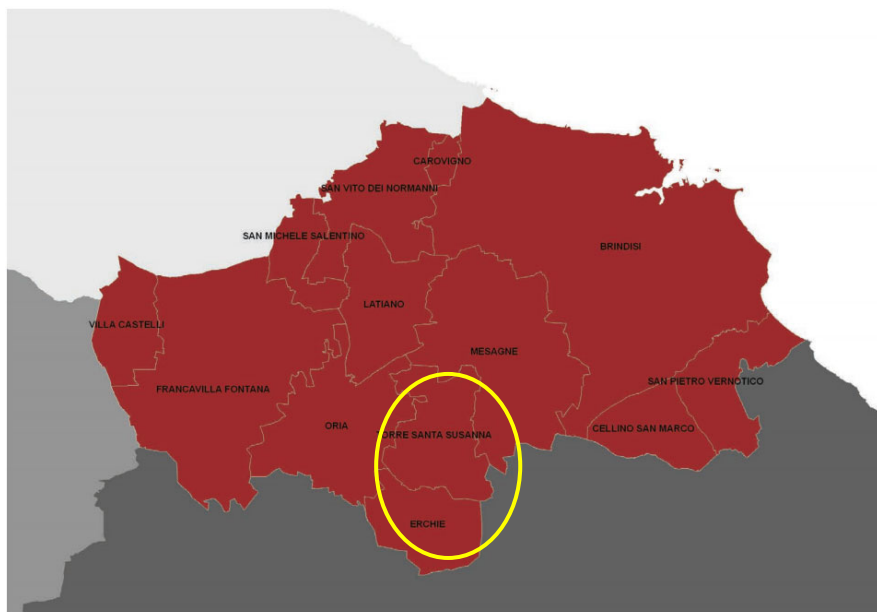 CAROVIGNO
SAN VITO DEI NORMANNI
SAN MICHELE SALENTINO
BRINDISI
LATIANO
VILLA CASTELLI
MESAGNE
FRANCAVILLA FONTANA
SAN PIETRO VERNOTICO
ORIA
CELLINO SAN MARCO
TORRE SANTA SUSANNA
ERCHIE